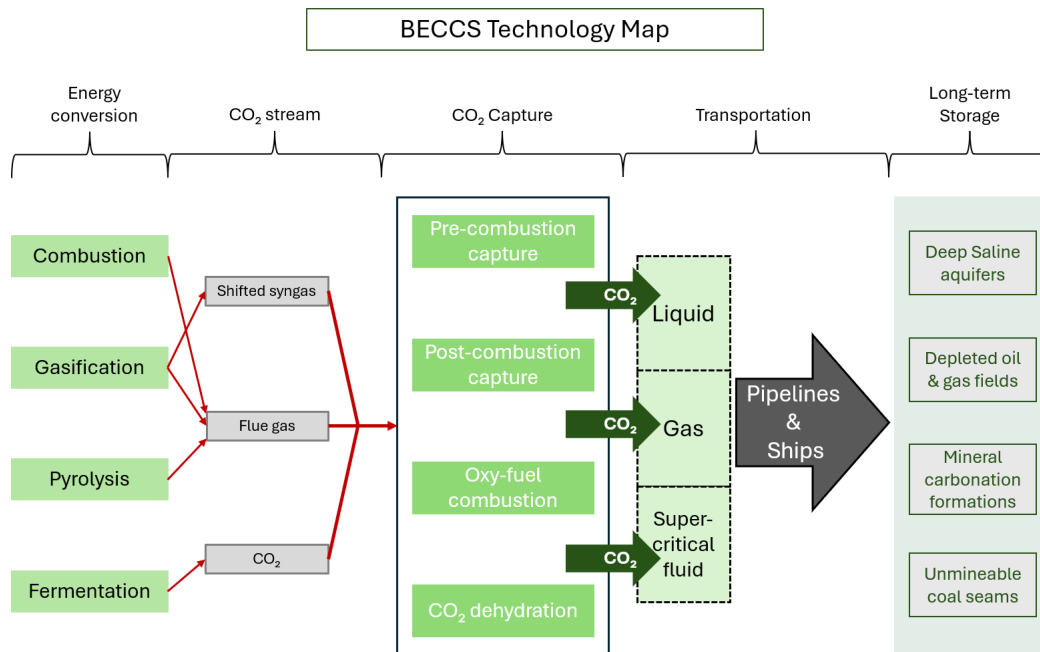 BECCS Technology Map
Energy
conversion
CO₂ stream
CO₂ Capture
Transportation
Long-term
Storage
Combustion
Gasification
Pyrolysis
Fermentation
Shifted syngas
Flue gas
CO₂
Pre-combustion
capture
Post-combustion
capture
Oxy-fuel
combustion
CO₂ dehydration
CO₂
CO₂
CO₂
Liquid
Gas
Super-
critical
fluid
Pipelines
&
Ships
Deep Saline
aquifers
Depleted oil
& gas fields
Mineral
carbonation
formations
Unmineable
coal seams